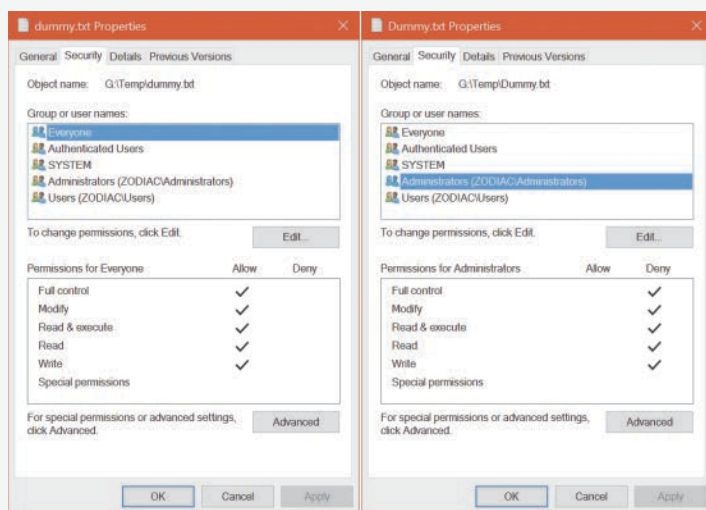 dummy.txt Properties
General Security Details Previous Versions
Object name: G:\Temp\dummy.txt
Group or user names:
Everyone
Authenticated Users
SYSTEM
Administrators (ZODIAC\Administrators)
Users (ZODIAC\Users)
To change permissions, click Edit.
Edit...
Permissions for Everyone Allow Deny
Full control
Modify
Read & execute
Read
Write
Special permissions
For special permissions or advanced settings,
click Advanced.
Advanced
OK Cancel Apply
Dummy.txt Properties
General Security Details Previous Versions
Object name: G:\Temp\Dummy.txt
Group or user names:
Everyone
Authenticated Users
SYSTEM
Administrators (ZODIAC\Administrators)
Users (ZODIAC\Users)
To change permissions, click Edit.
Edit...
Permissions for Administrators Allow Deny
Full control
Modify
Read & execute
Read
Write
Special permissions
For special permissions or advanced settings,
click Advanced.
Advanced
OK Cancel Apply